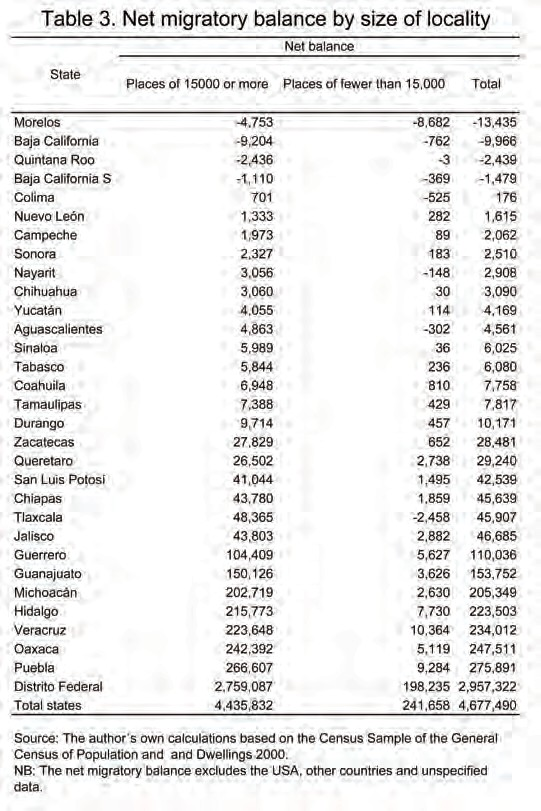 Table 3. Net migratory balance by size of locality
Net balance
State
Places of 15000 or more Places of fewer than 15,000 Total
Morelos -4,753 -8,682 -13,435
Baja California -9,204 -762 -9,966
Quintana Roo -2,436 -3 -2,439
Baja California S -1,110 -369 -1,479
Colima 701 -525 176
Nuevo León 1,333 282 1,615
Campeche 1,973 89 2,062
Sonora 2,327 183 2,510
Nayarit 3,056 -148 2,908
Chihuahua 3,060 30 3,090
Yucatán 4,055 114 4,169
Aguascalientes 4,863 -302 4,561
Sinaloa 5,989 36 6,025
Tabasco 5,844 236 6,080
Coahuila 6,948 810 7,758
Tamaulipas 7,388 429 7,817
Durango 9,714 457 10,171
Zacatecas 27,829 652 28,481
Queretaro 26,502 2,738 29,240
San Luis Potosí 41,044 1,495 42,539
Chiapas 43,780 1,859 45,639
Tlaxcala 48,365 -2,458 45,907
Jalisco 43,803 2,882 46,685
Guerrero 104,409 5,627 110,036
Guanajuato 150,126 3,626 153,752
Michoacán 202,719 2,630 205,349
Hidalgo 215,773 7,730 223,503
Veracruz 223,648 10,364 234,012
Oaxaca 242,392 5,119 247,511
Puebla 266,607 9,284 275,891
Distrito Federal 2,759,087 198,235 2,957,322
Total states 4,435,832 241,658 4,677,490
Source: The author´s own calculations based on the Census Sample of the General
Census of Population and and Dwellings 2000.
NB: The net migratory balance excludes the USA, other countries and unspecified
data.